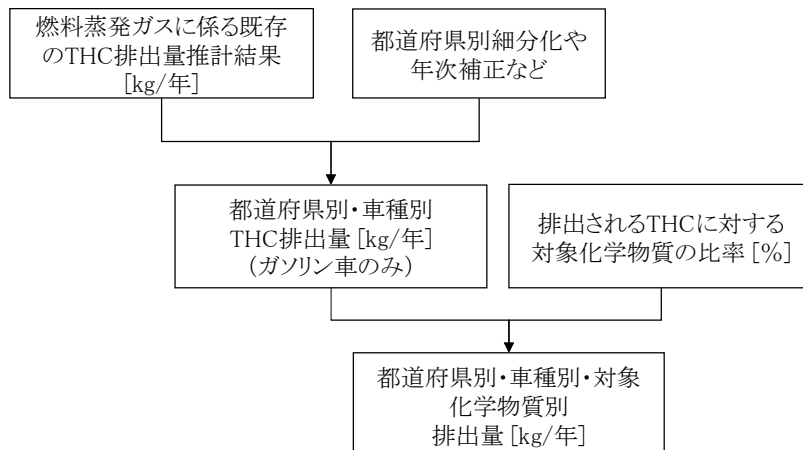 燃料蒸発ガスに係る既存
のTHC排出量推計結果
[kg/年]
都道府県別細分化や
年次補正など
都道府県別・車種別
THC排出量[kg/年]
(ガソリン車のみ)
排出されるTHCに対する
対象化学物質の比率[%]
都道府県別・車種別・対象
化学物質別
排出量[kg/年]